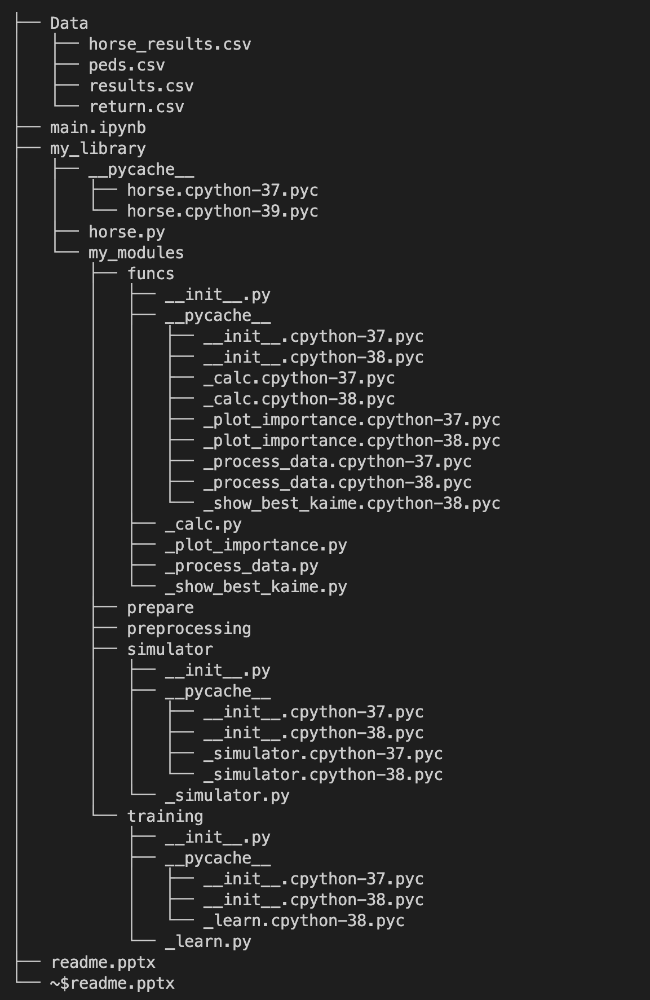 ├── Data
│   ├── horse_results.csv
│   ├── peds.csv
│   ├── results.csv
│   └── return.csv
├── main.ipynb
├── my_library
│   ├── __pycache__
│   │   ├── horse.cpython-37.pyc
│   │   └── horse.cpython-39.pyc
│   ├── horse.py
│   └── my_modules
│       ├── funcs
│       │   ├── __init__.py
│       │   ├── __pycache__
│       │   │   ├── __init__.cpython-37.pyc
│       │   │   ├── __init__.cpython-38.pyc
│       │   │   ├── _calc.cpython-37.pyc
│       │   │   ├── _calc.cpython-38.pyc
│       │   │   ├── _plot_importance.cpython-37.pyc
│       │   │   ├── _plot_importance.cpython-38.pyc
│       │   │   ├── _process_data.cpython-37.pyc
│       │   │   ├── _process_data.cpython-38.pyc
│       │   │   └── _show_best_kaime.cpython-38.pyc
│       │   ├── _calc.py
│       │   ├── _plot_importance.py
│       │   ├── _process_data.py
│       │   └── _show_best_kaime.py
│       ├── prepare
│       ├── preprocessing
│       ├── simulator
│       │   ├── __init__.py
│       │   ├── __pycache__
│       │   │   ├── __init__.cpython-37.pyc
│       │   │   ├── __init__.cpython-38.pyc
│       │   │   ├── _simulator.cpython-37.pyc
│       │   │   └── _simulator.cpython-38.pyc
│       │   └── _simulator.py
│       └── training
│           ├── __init__.py
│           ├── __pycache__
│           │   ├── __init__.cpython-37.pyc
│           │   ├── __init__.cpython-38.pyc
│           │   └── _learn.cpython-38.pyc
│           └── _learn.py
├── readme.pptx
└── ~$readme.pptx